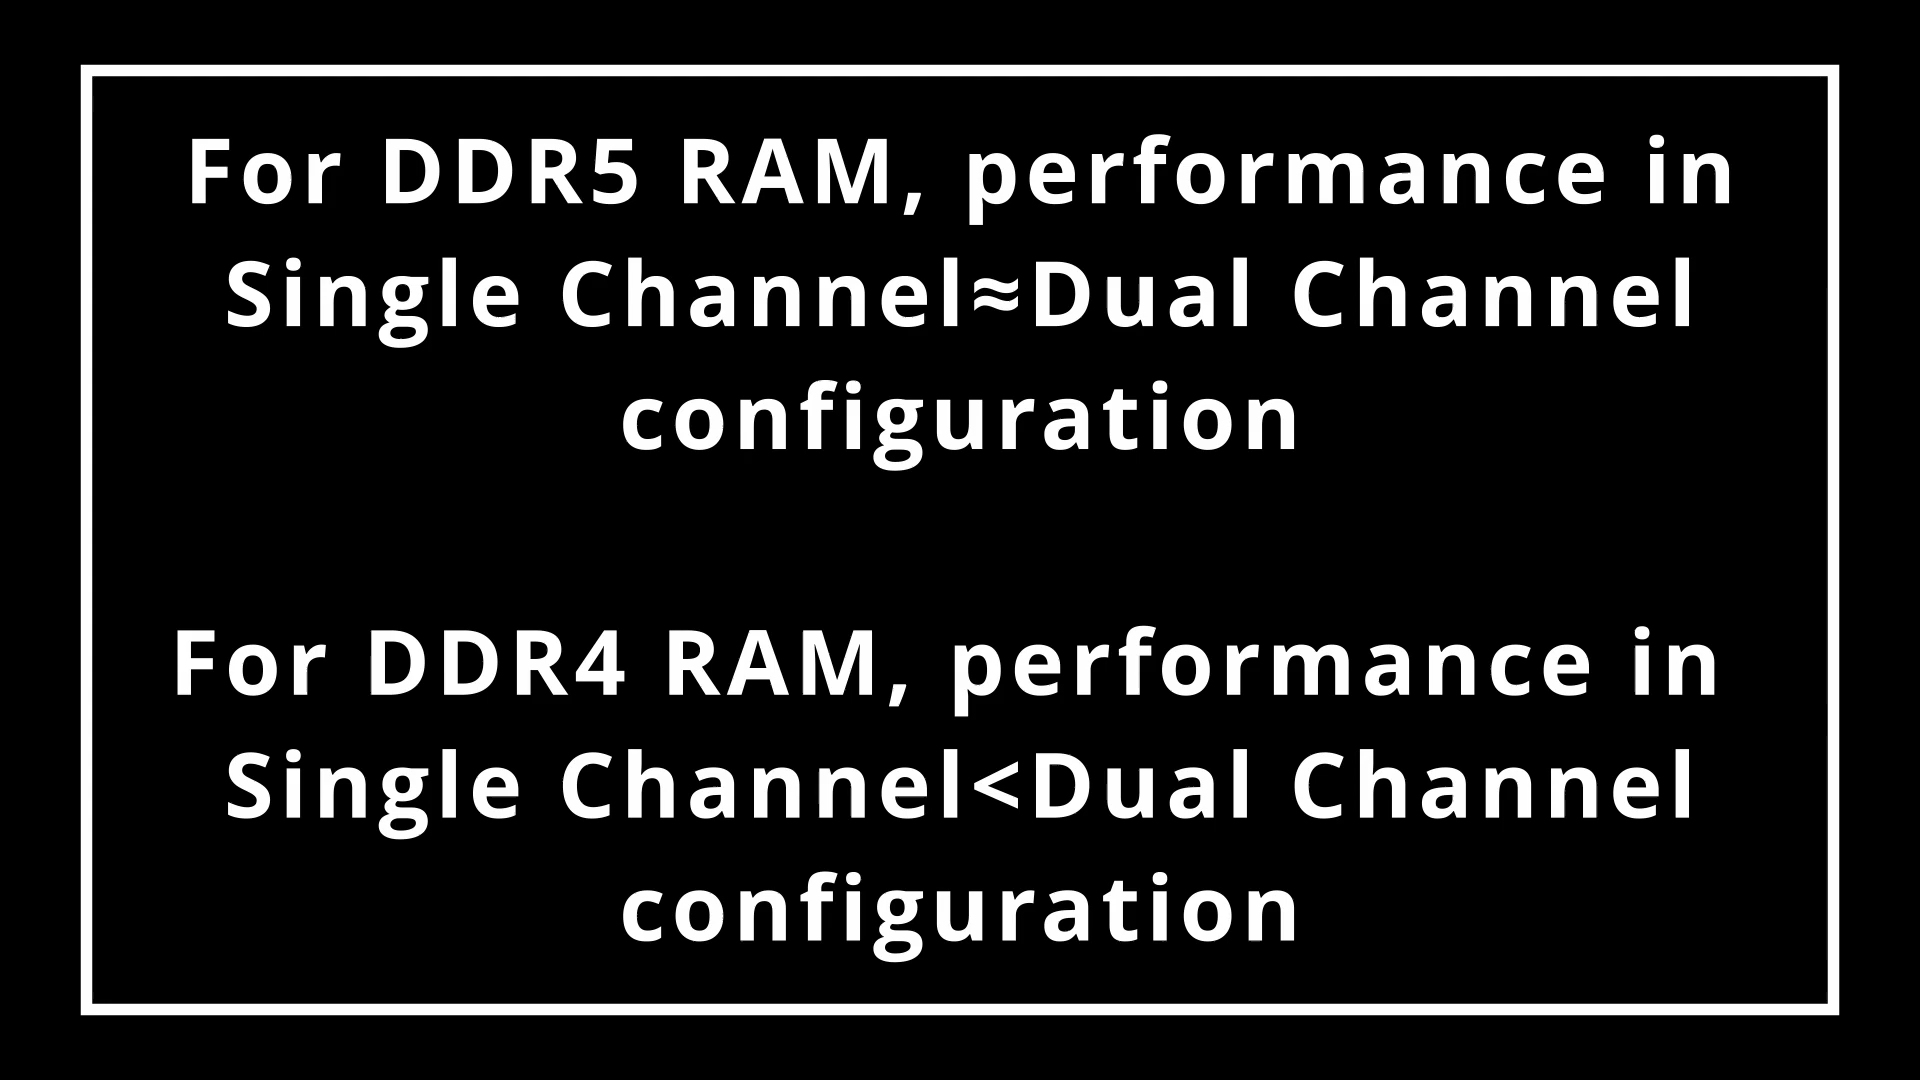 For DDR5 RAM, performance in
Single Channel≈Dual Channel
configuration
For DDR4 RAM, performance in
Single Channel<Dual Channel
configuration